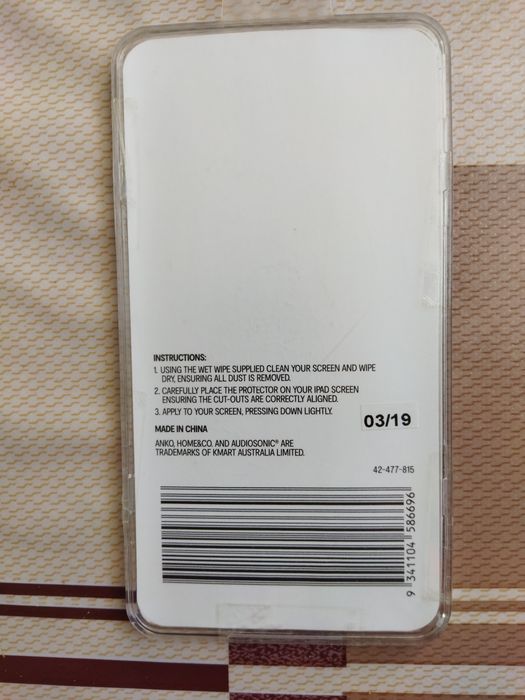 INSTRUCTIONS:
1. USING THE WET WIPE SUPPLIED CLEAN YOUR SCREEN AND WIPE
DRY, ENSURING ALL DUST IS REMOVED.
2. CAREFULLY PLACE THE PROTECTOR ON YOUR IPAD SCREEN
ENSURING THE CUT-OUTS ARE CORRECTLY ALIGNED.
3. APPLY TO YOUR SCREEN, PRESSING DOWN LIGHTLY.
03/19
MADE IN CHINA
ANKO, HOME&CO. AND AUDIOSONIC® ARE
TRADEMARKS OF KMART AUSTRALIA LIMITED.
42-477-815
9 341104 586696